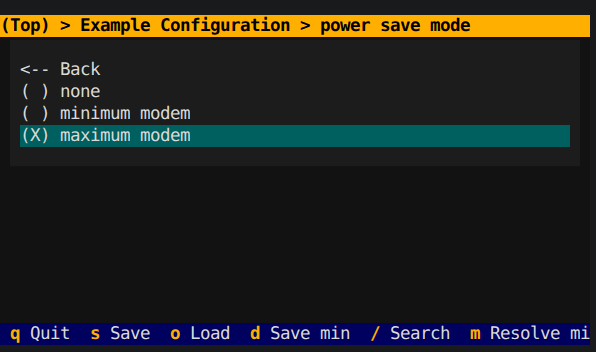 (Top) > Example Configuration > power save mode
<-- Back
( ) none
( ) minimum modem
(X) maximum modem
q Quit s Save o Load d Save min / Search m Resolve mi